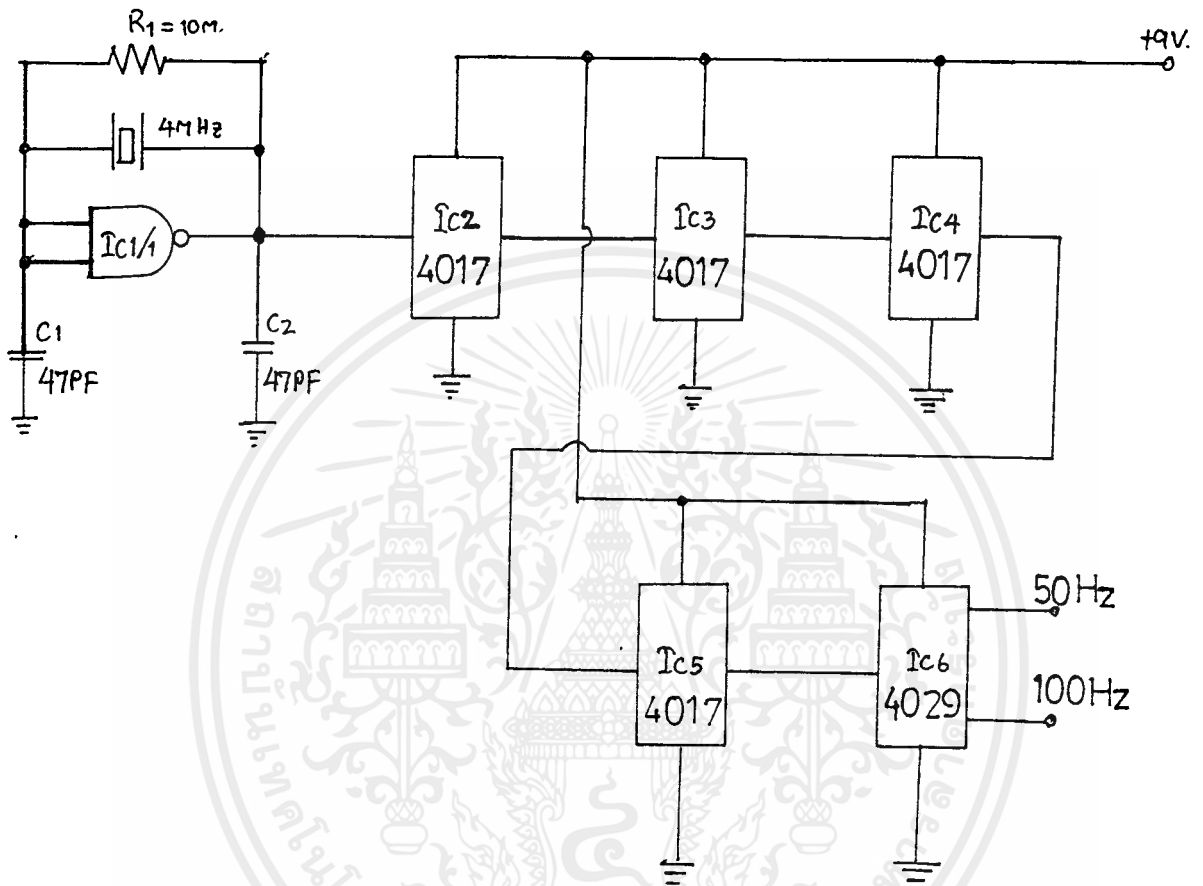 R1 = 10M.
+9V.
4MHz
Ic1/1
Ic2
4017
Ic3
4017
Ic4
4017
C1
47PF
C2
47PF
Ic5
4017
Ic6
4029
50Hz
100Hz